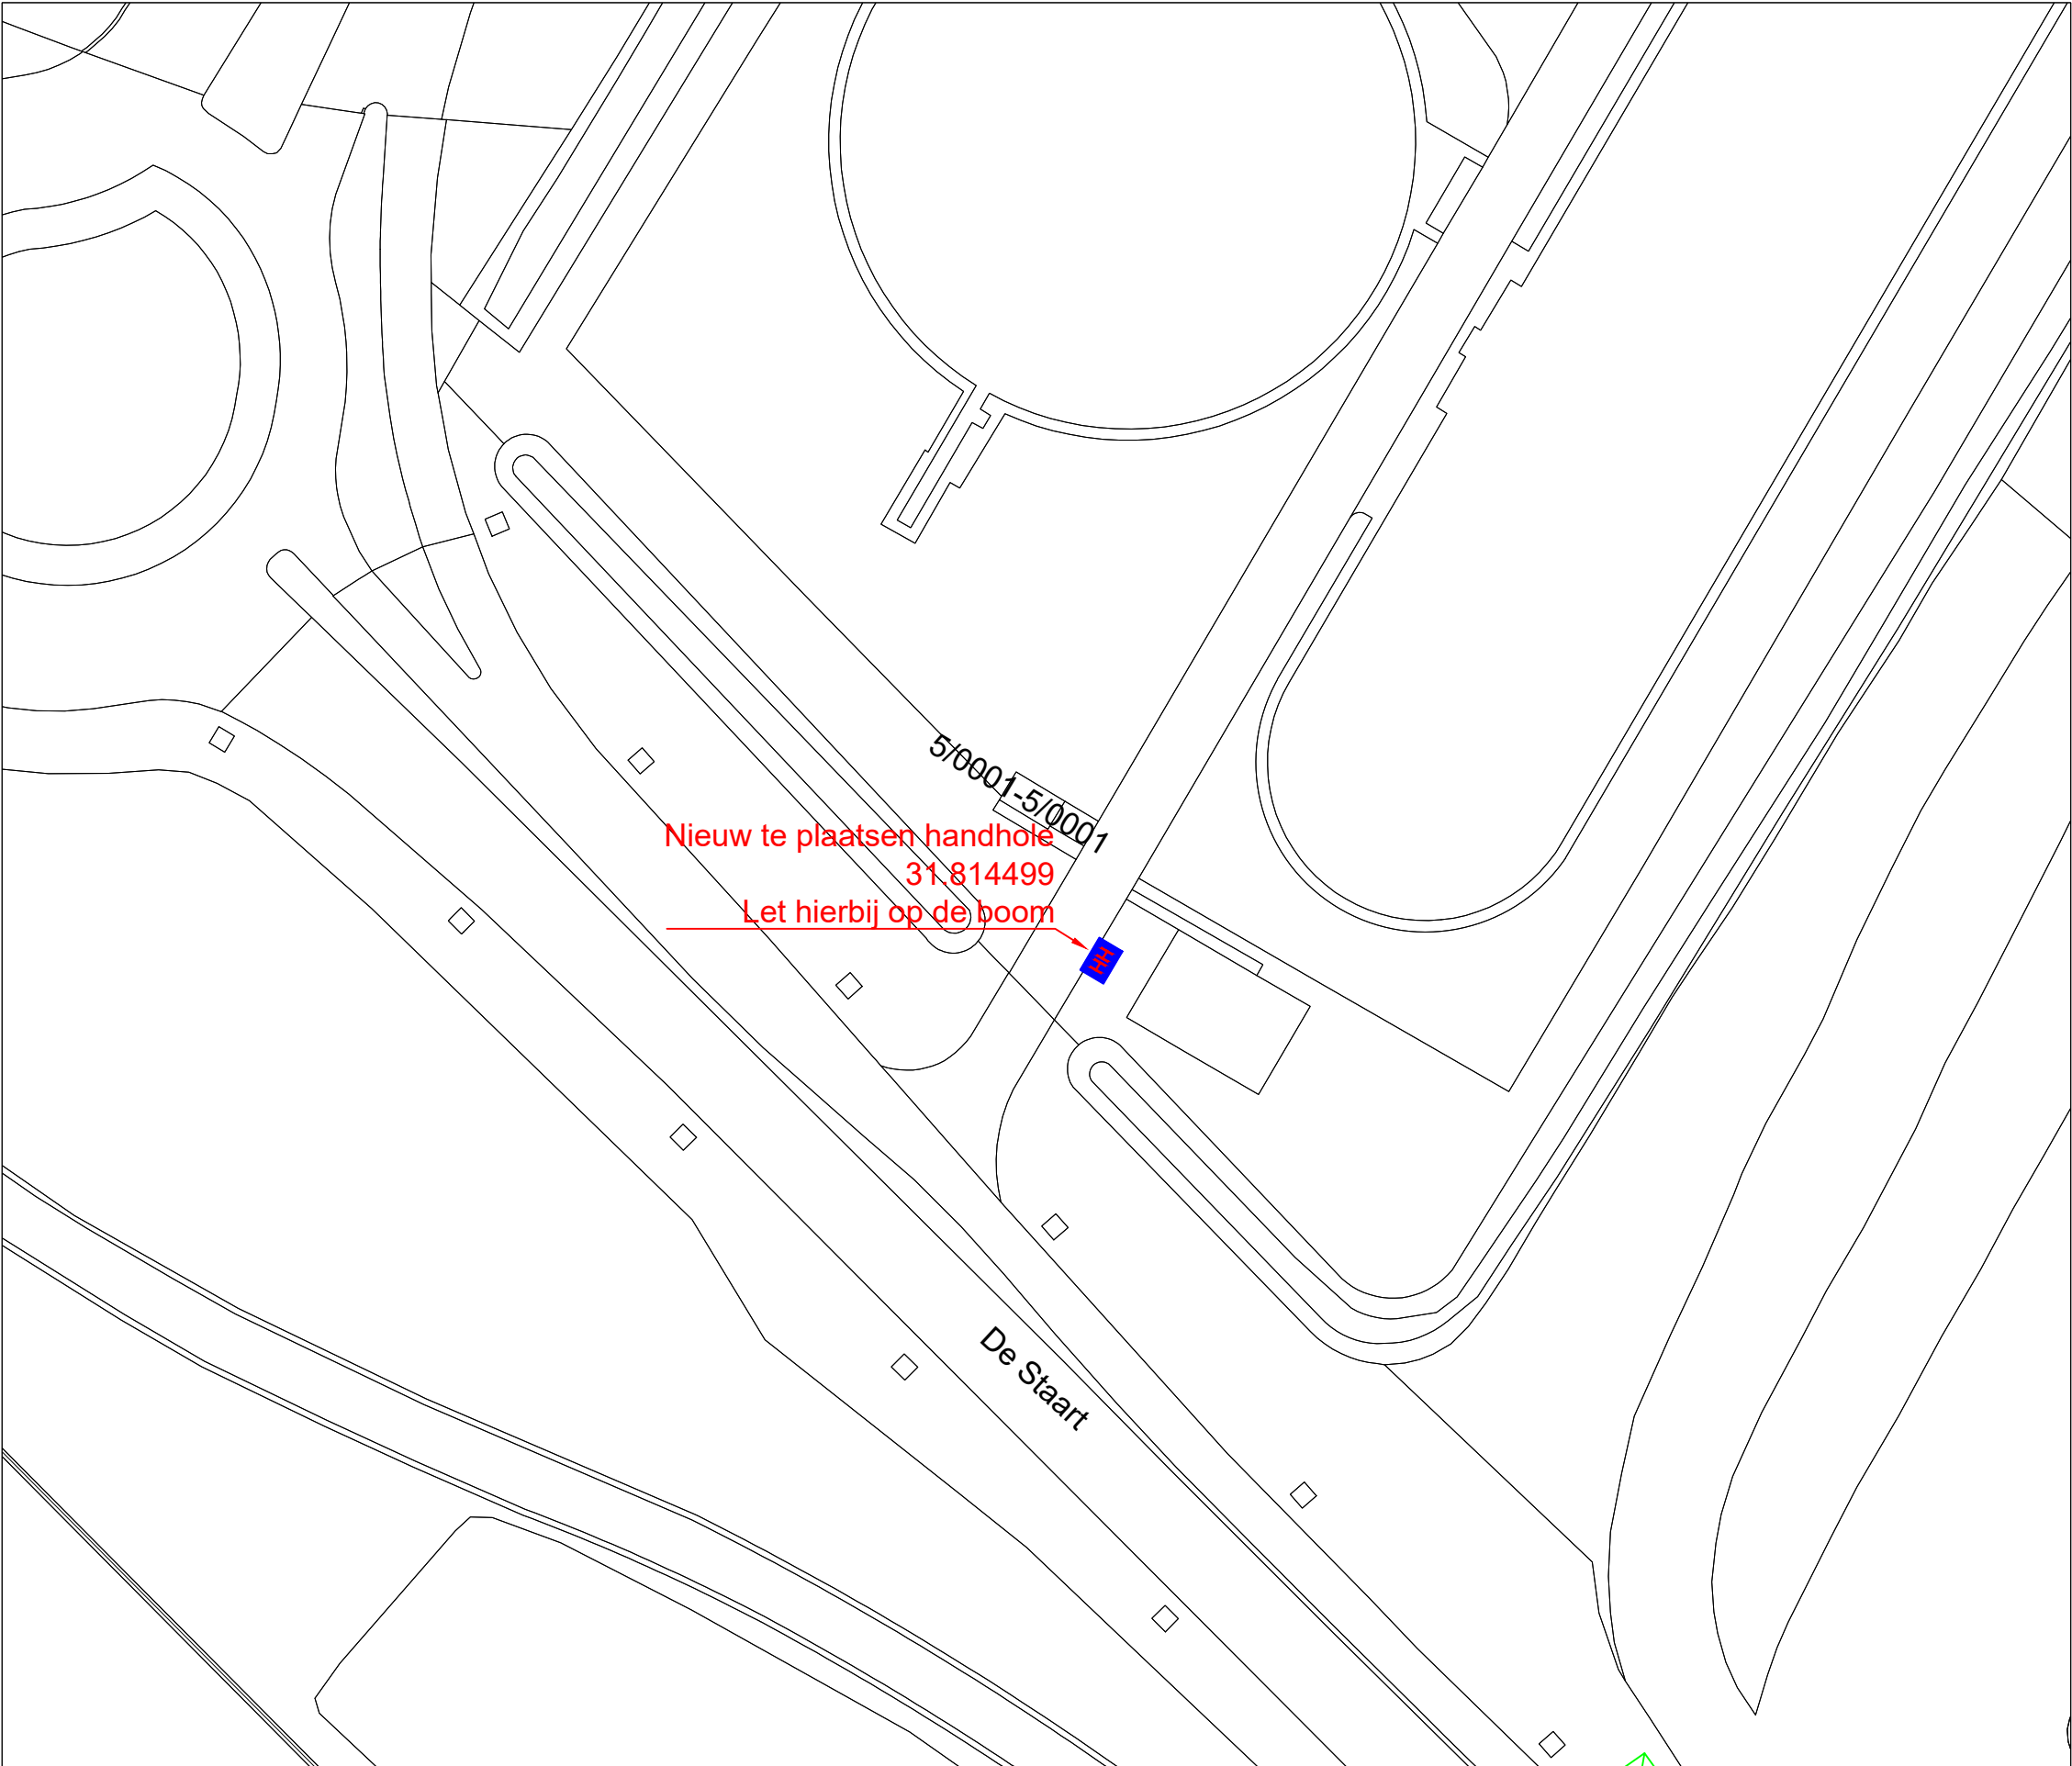 5/0001-5/0001
Nieuw te plaatsen handhole
31.814499
Let hierbij op de boom
HH
De Staart